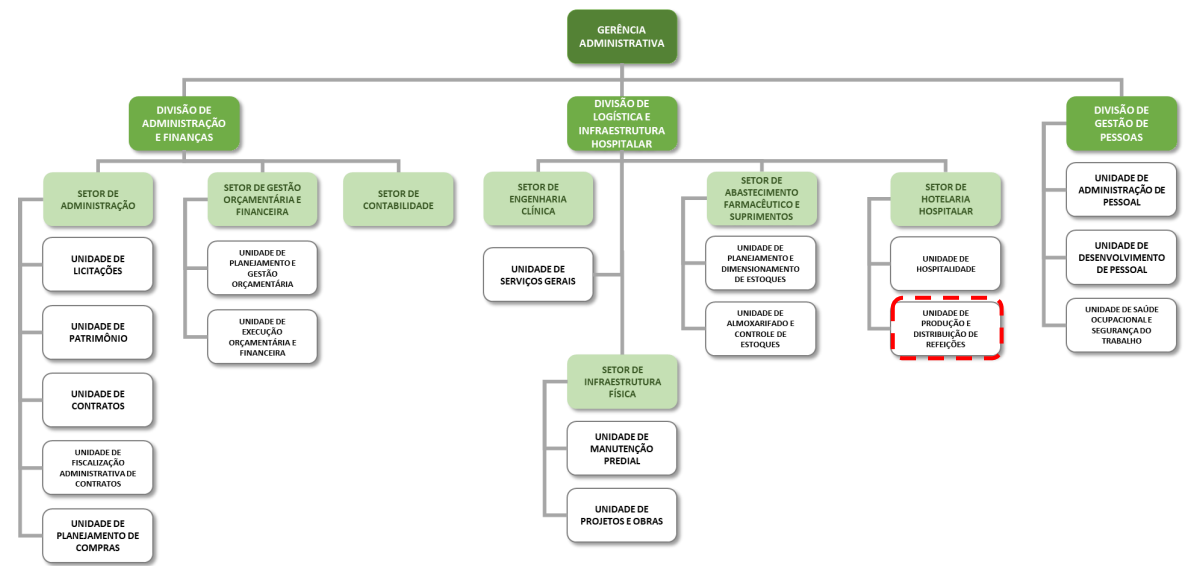 GERÊNCIA
ADMINISTRATIVA
DIVISÃO DE
ADMINISTRAÇÃO
E FINANÇAS
DIVISÃO DE
LOGÍSTICA E
INFRAESTRUTURA
HOSPITALAR
DIVISÃO DE
GESTÃO DE
PESSOAS
SETOR DE
ADMINISTRAÇÃO
SETOR DE GESTÃO
ORÇAMENTÁRIA E
FINANCEIRA
SETOR DE
CONTABILIDADE
SETOR DE
ENGENHARIA
CLÍNICA
SETOR DE
ABASTECIMENTO
FARMACÊUTICO E
SUPRIMENTOS
SETOR DE
HOTELARIA
HOSPITALAR
UNIDADE DE
ADMINISTRAÇÃO DE
PESSOAL
UNIDADE DE
LICITAÇÕES
UNIDADE DE
PLANEJAMENTO E
GESTÃO
ORÇAMENTÁRIA
UNIDADE DE
SERVIÇOS GERAIS
UNIDADE DE
PLANEJAMENTO E
DIMENSIONAMENTO
DE ESTOQUES
UNIDADE DE
HOSPITALIDADE
UNIDADE DE
DESENVOLVIMENTO
DE PESSOAL
UNIDADE DE
PATRIMÔNIO
UNIDADE DE
EXECUÇÃO
ORÇAMENTÁRIA E
FINANCEIRA
UNIDADE DE
ALMOXARIFADO E
CONTROLE DE
ESTOQUES
UNIDADE DE
PRODUÇÃO E
DISTRIBUIÇÃO DE
REFEIÇÕES
UNIDADE DE SAÚDE
OCUPACIONAL E
SEGURANÇA DO
TRABALHO
UNIDADE DE
CONTRATOS
SETOR DE
INFRAESTRUTURA
FÍSICA
UNIDADE DE
FISCALIZAÇÃO
ADMINISTRATIVA DE
CONTRATOS
UNIDADE DE
MANUTENÇÃO
PREDIAL
UNIDADE DE
PLANEJAMENTO DE
COMPRAS
UNIDADE DE
PROJETOS E OBRAS